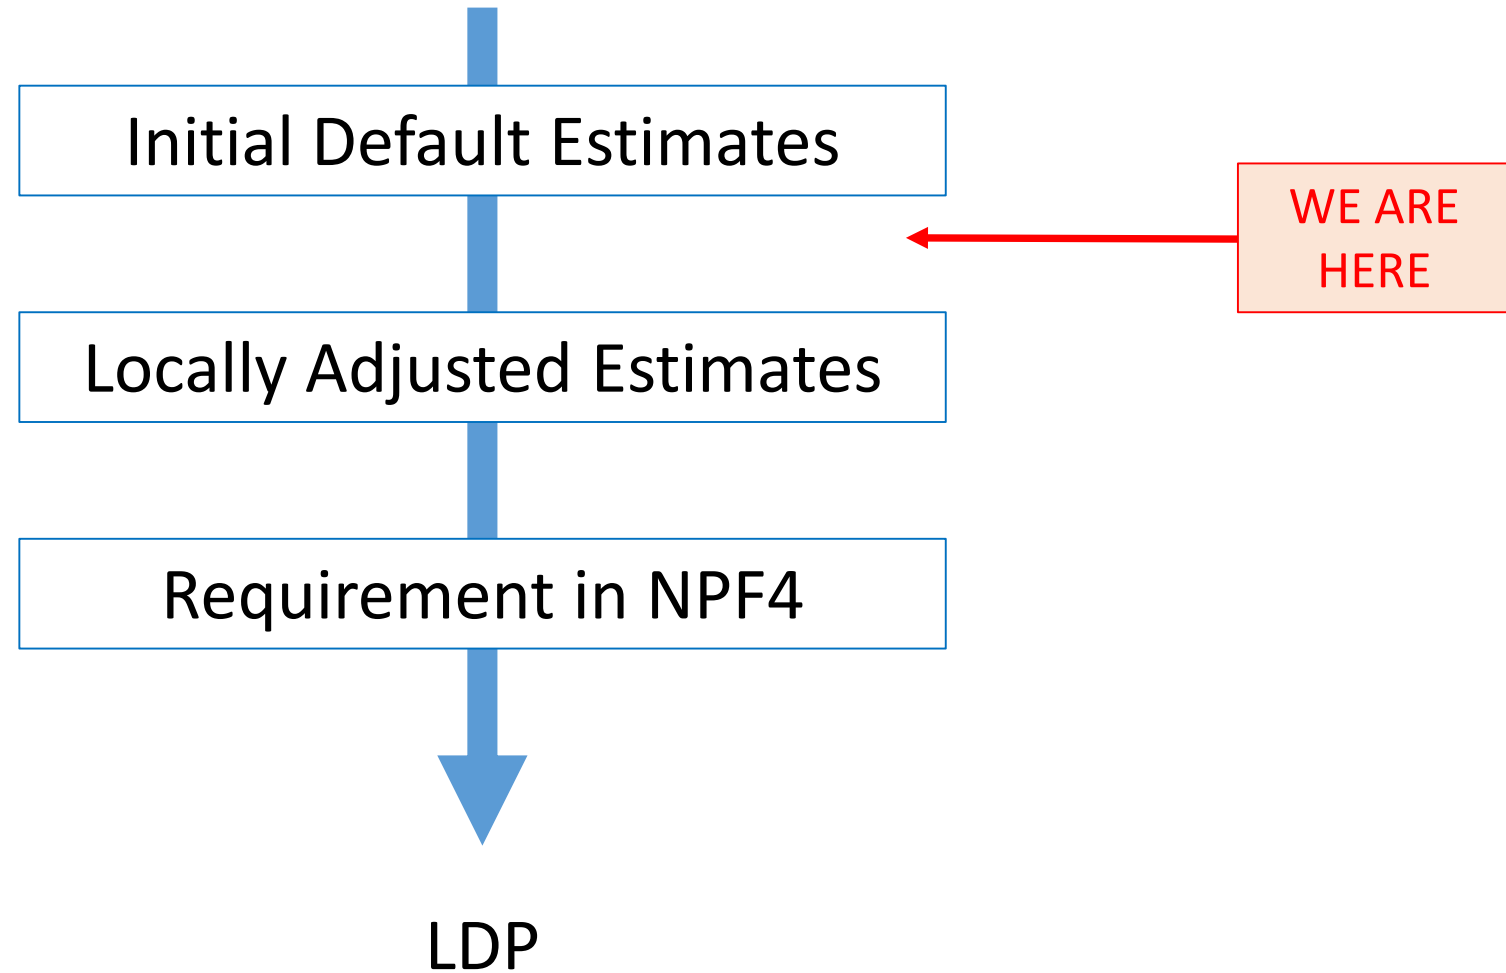 Initial Default Estimates
WE ARE
HERE
Locally Adjusted Estimates
Requirement in NPF4
LDP